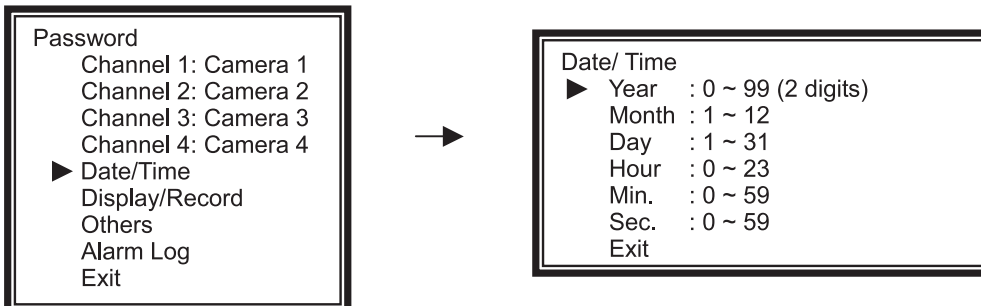 Password
Channel 1: Camera 1
Channel 2: Camera 2
Channel 3: Camera 3
Channel 4: Camera 4
Date/Time
Display/Record
Others
Alarm Log
Exit
Date/ Time
Year : 0 ~ 99 (2 digits)
Month : 1 ~ 12
Day : 1 ~ 31
Hour : 0 ~ 23
Min. : 0 ~ 59
Sec. : 0 ~ 59
Exit